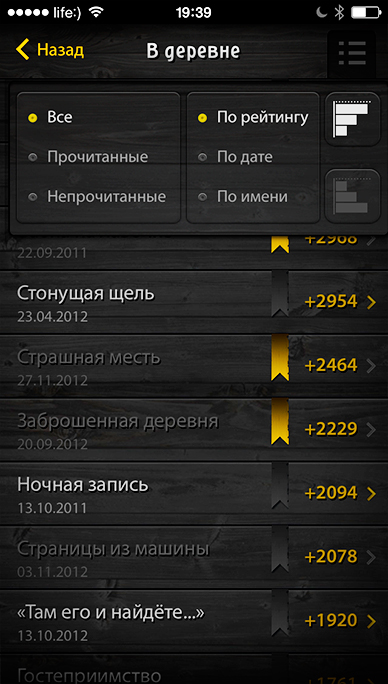 life:) 19:39
Назад В деревне
Все По рейтингу
Прочитанные По дате
Непрочитанные По имени
22.09.2011 +2968
Стонущая щель
23.04.2012 +2954
Страшная месть
27.11.2012 +2464
Заброшенная деревня
20.09.2012 +2229
Ночная запись
13.10.2011 +2094
Страницы из машины
03.11.2012 +2078
«Там его и найдёте...»
13.10.2012 +1920
Гостеприимство +1761